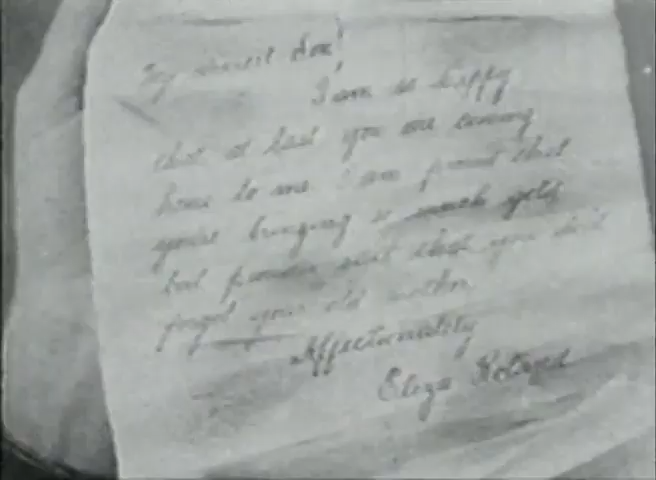 My dearest Son!
I am so happy
that at last you are coming
home to me I am proud that
you're bringing so much gold
but prouder still that you didn't
forget your old mother
Affectionately
Eliza